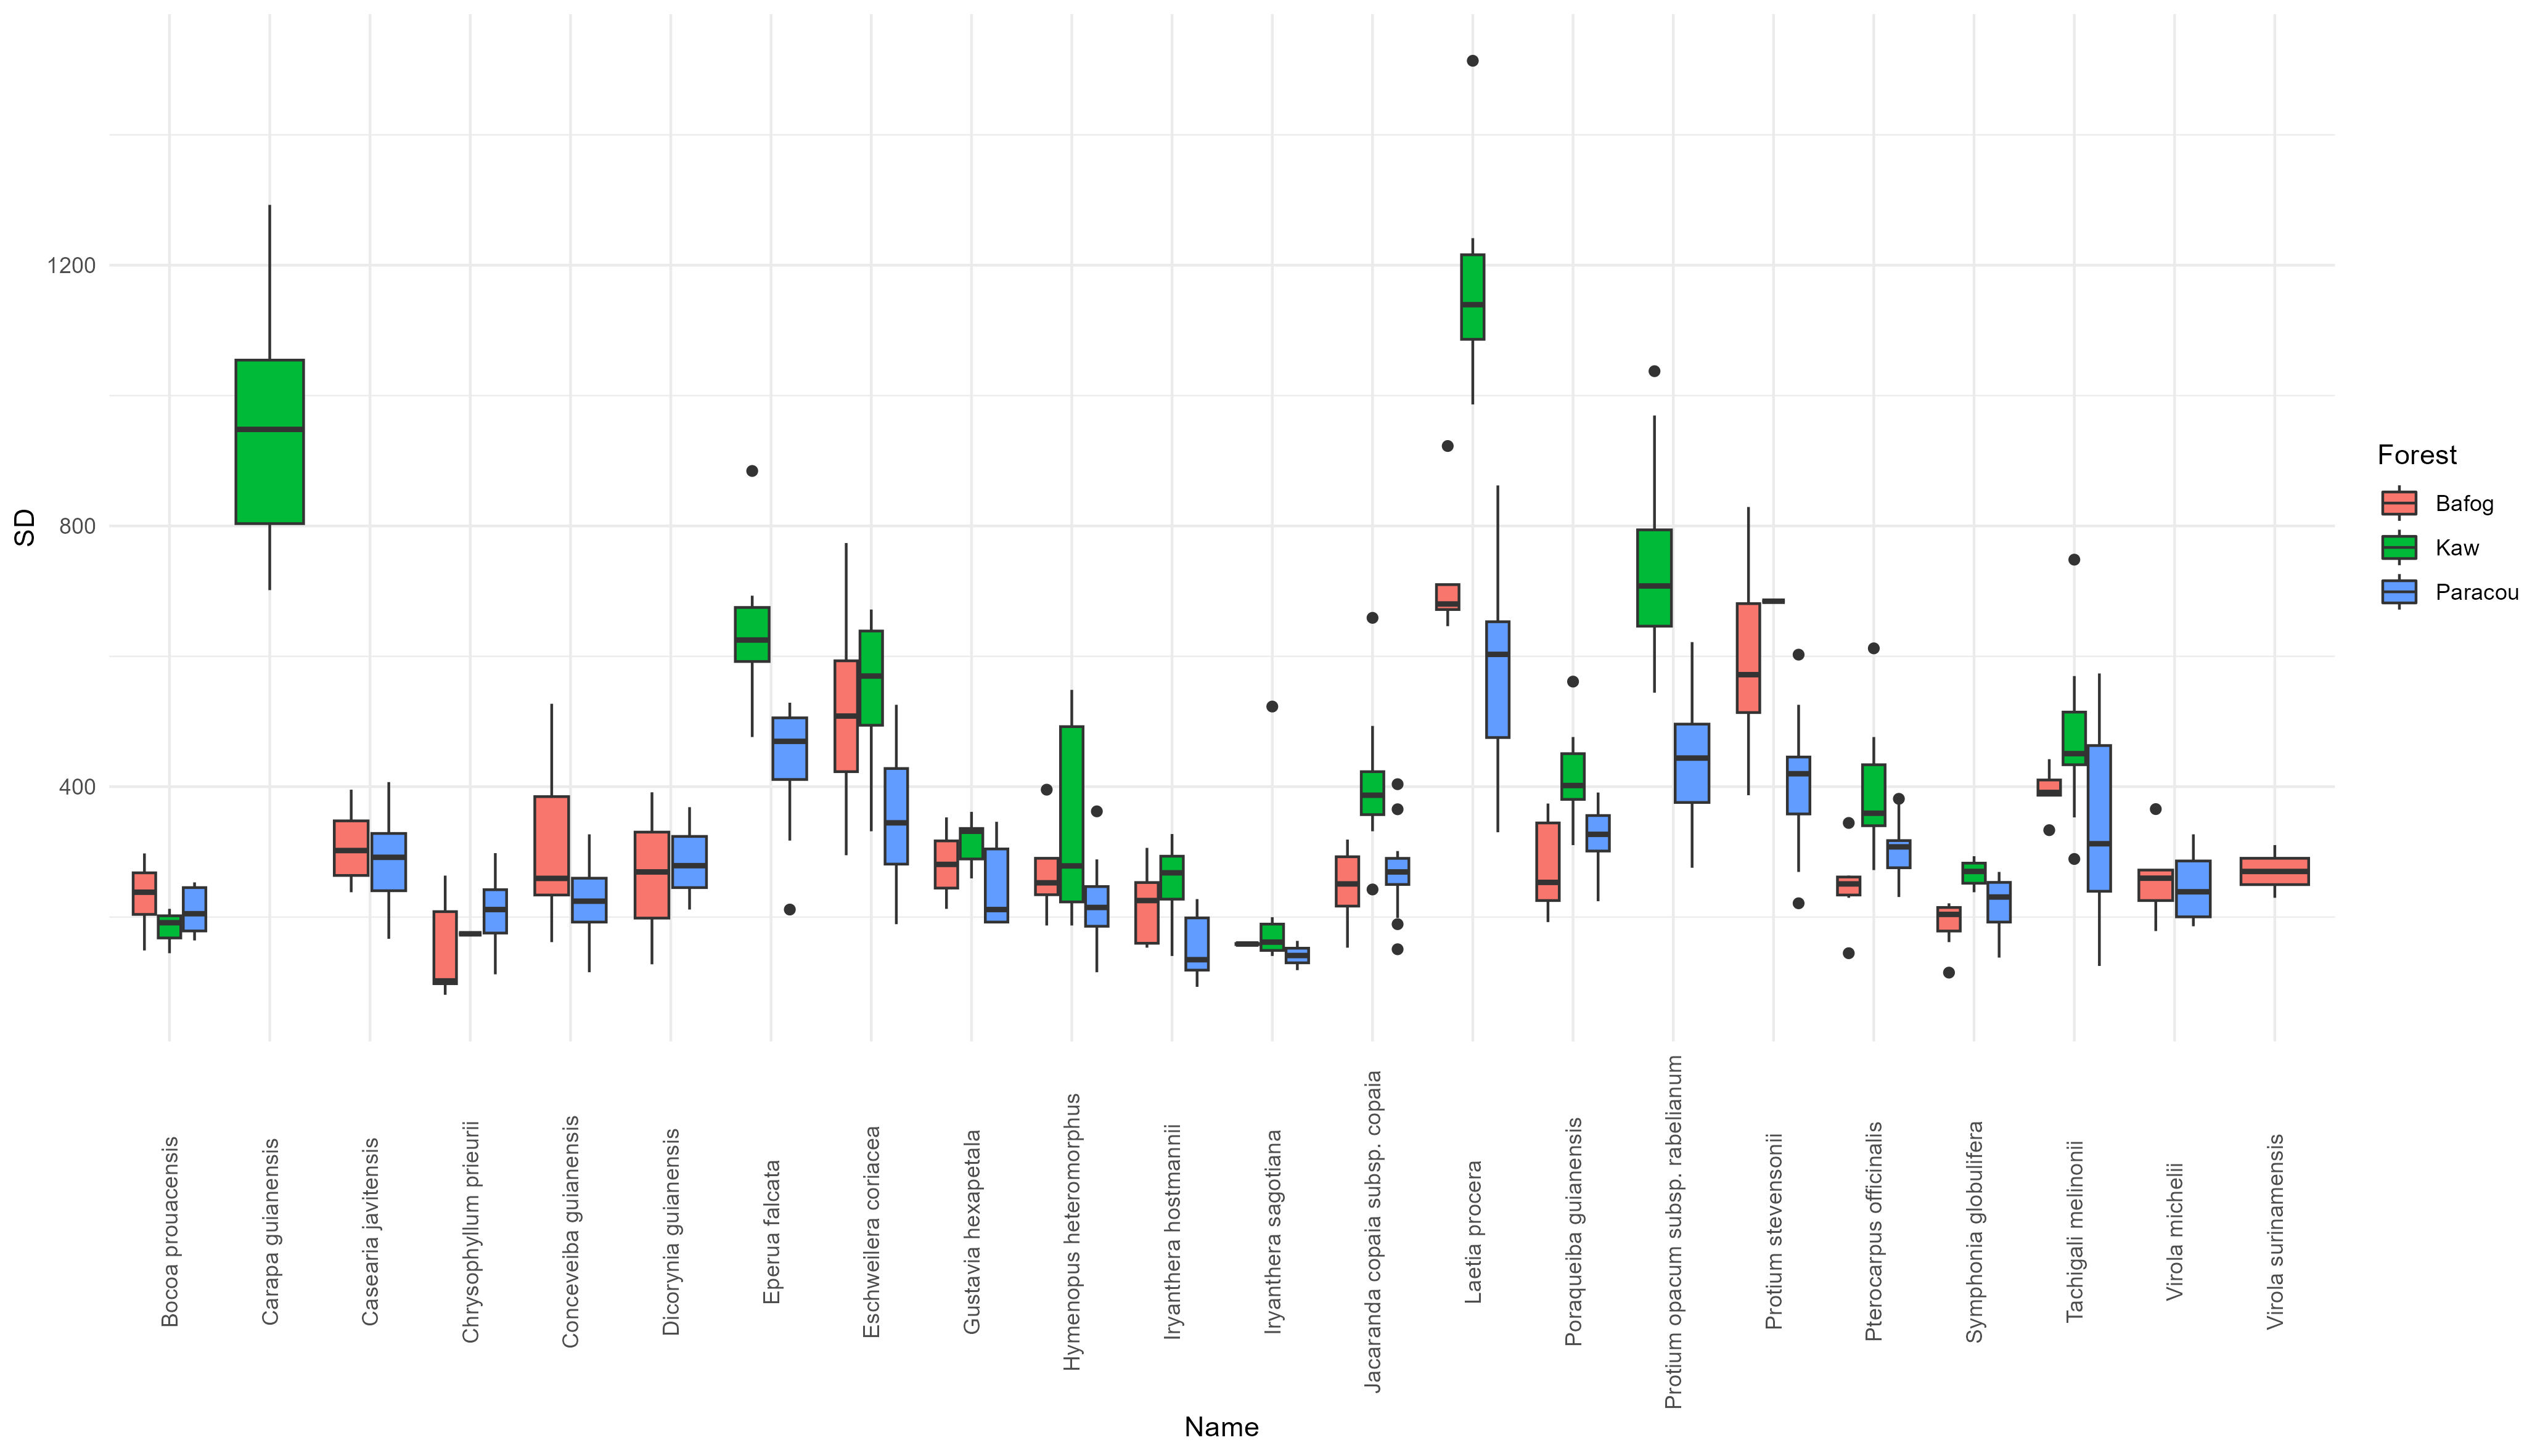 1200
800
400
SD
Bocoa prouacensis
Carapa guianensis
Casearia javitensis
Chrysophyllum prieurii
Conceveiba guianensis
Dicorynia guianensis
Eperua falcata
Eschweilera coriacea
Gustavia hexapetala
Hymenopus heteromorphus
Iryanthera hostmannii
Iryanthera sagotiana
Jacaranda copaia subsp. copaia
Laetia procera
Poraqueiba guianensis
Protium opacum subsp. rabelianum
Protium stevensonii
Pterocarpus officinalis
Symphonia globulifera
Tachigali melinonii
Virola michelii
Virola surinamensis
Name
Forest
Bafog
Kaw
Paracou